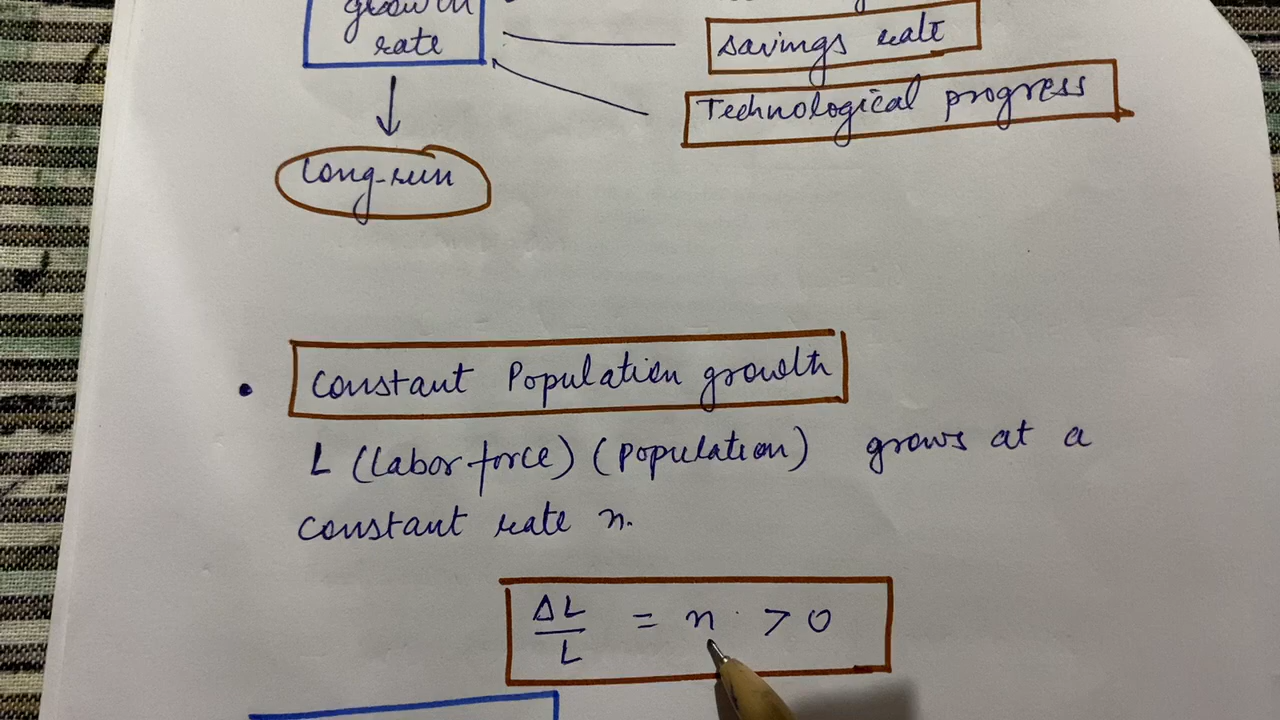 growth
savings rate
rate
Technological progress
long-run
• Constant Population growth
L (labor force) (population) grows at a
constant rate n.
ΔL/L = n > 0